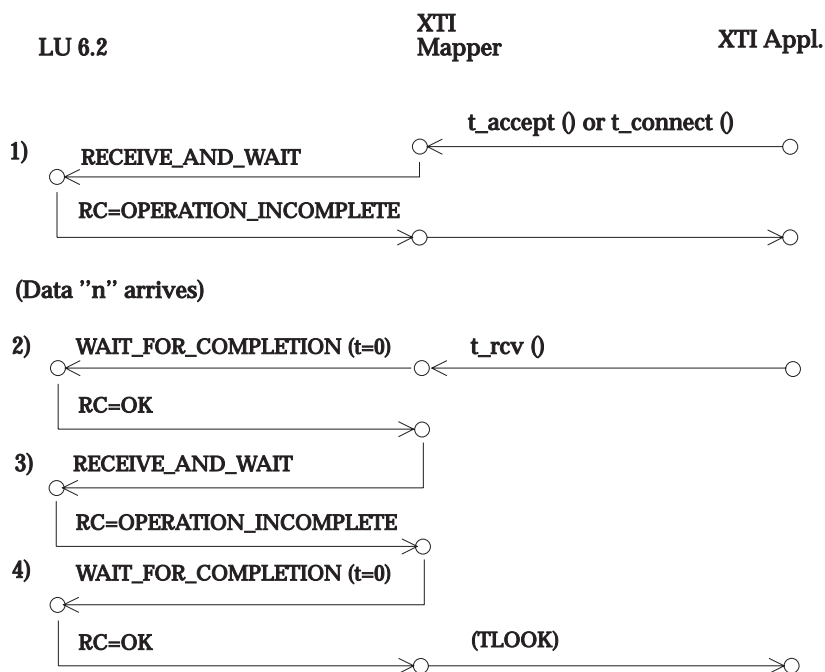 LU 6.2
XTI
Mapper
XTI Appl.
t_accept () or t_connect ()
1)
RECEIVE_AND_WAIT
RC=OPERATION_INCOMPLETE
(Data ″n″ arrives)
2) WAIT_FOR_COMPLETION (t=0) t_rcv ()
RC=OK
3) RECEIVE_AND_WAIT
RC=OPERATION_INCOMPLETE
4) WAIT_FOR_COMPLETION (t=0)
RC=OK (TLOOK)